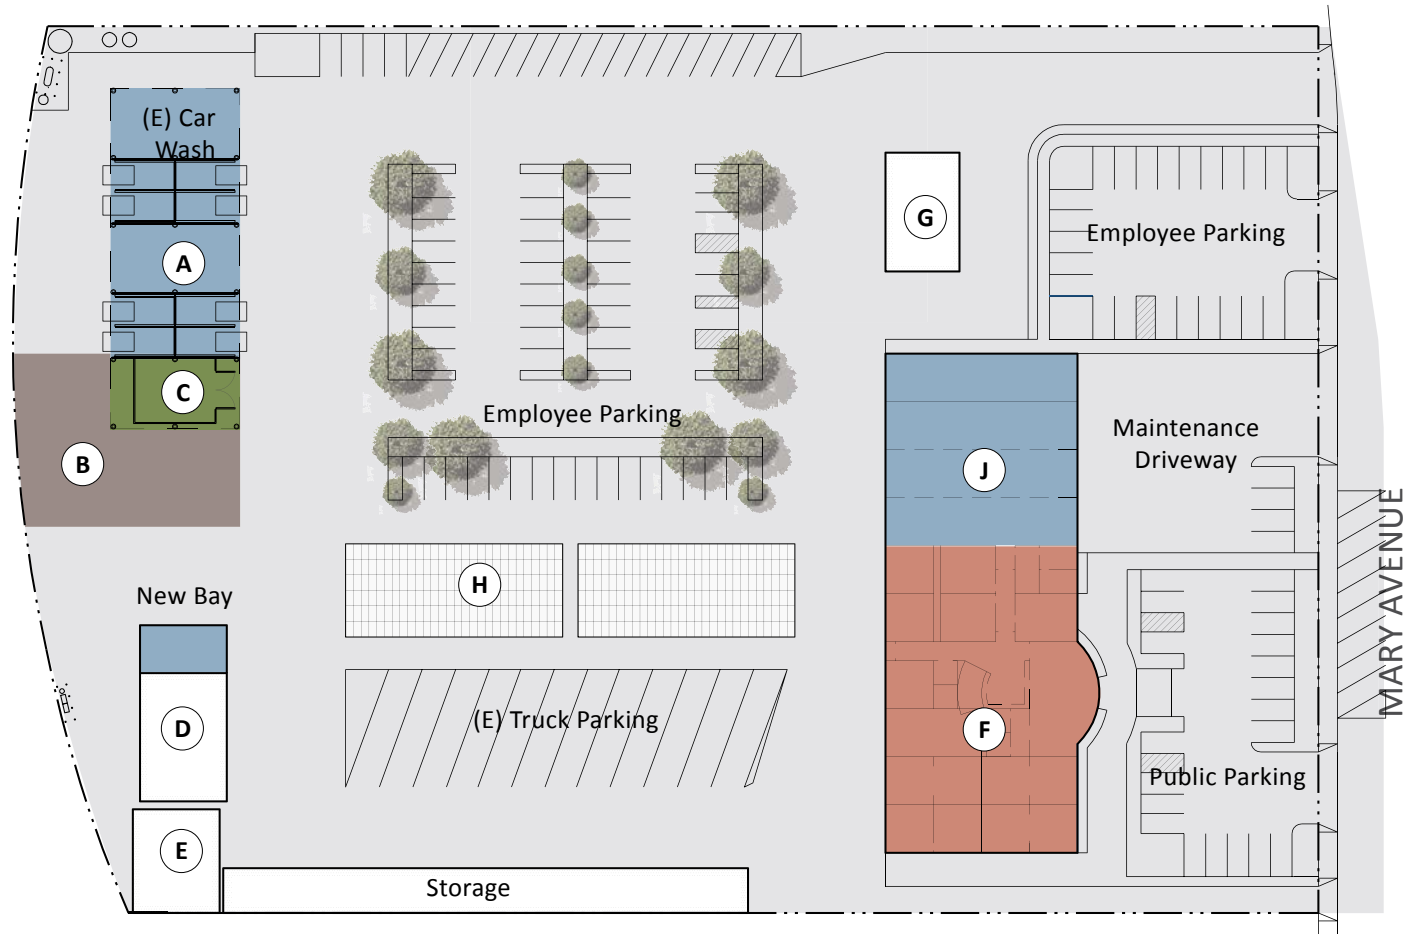 (E) Car
Wash
A
G
Employee Parking
C
Employee Parking
B
Maintenance
Driveway
J
MARY AVENUE
H
New Bay
(E) Truck Parking
D
F
Public Parking
E
Storage